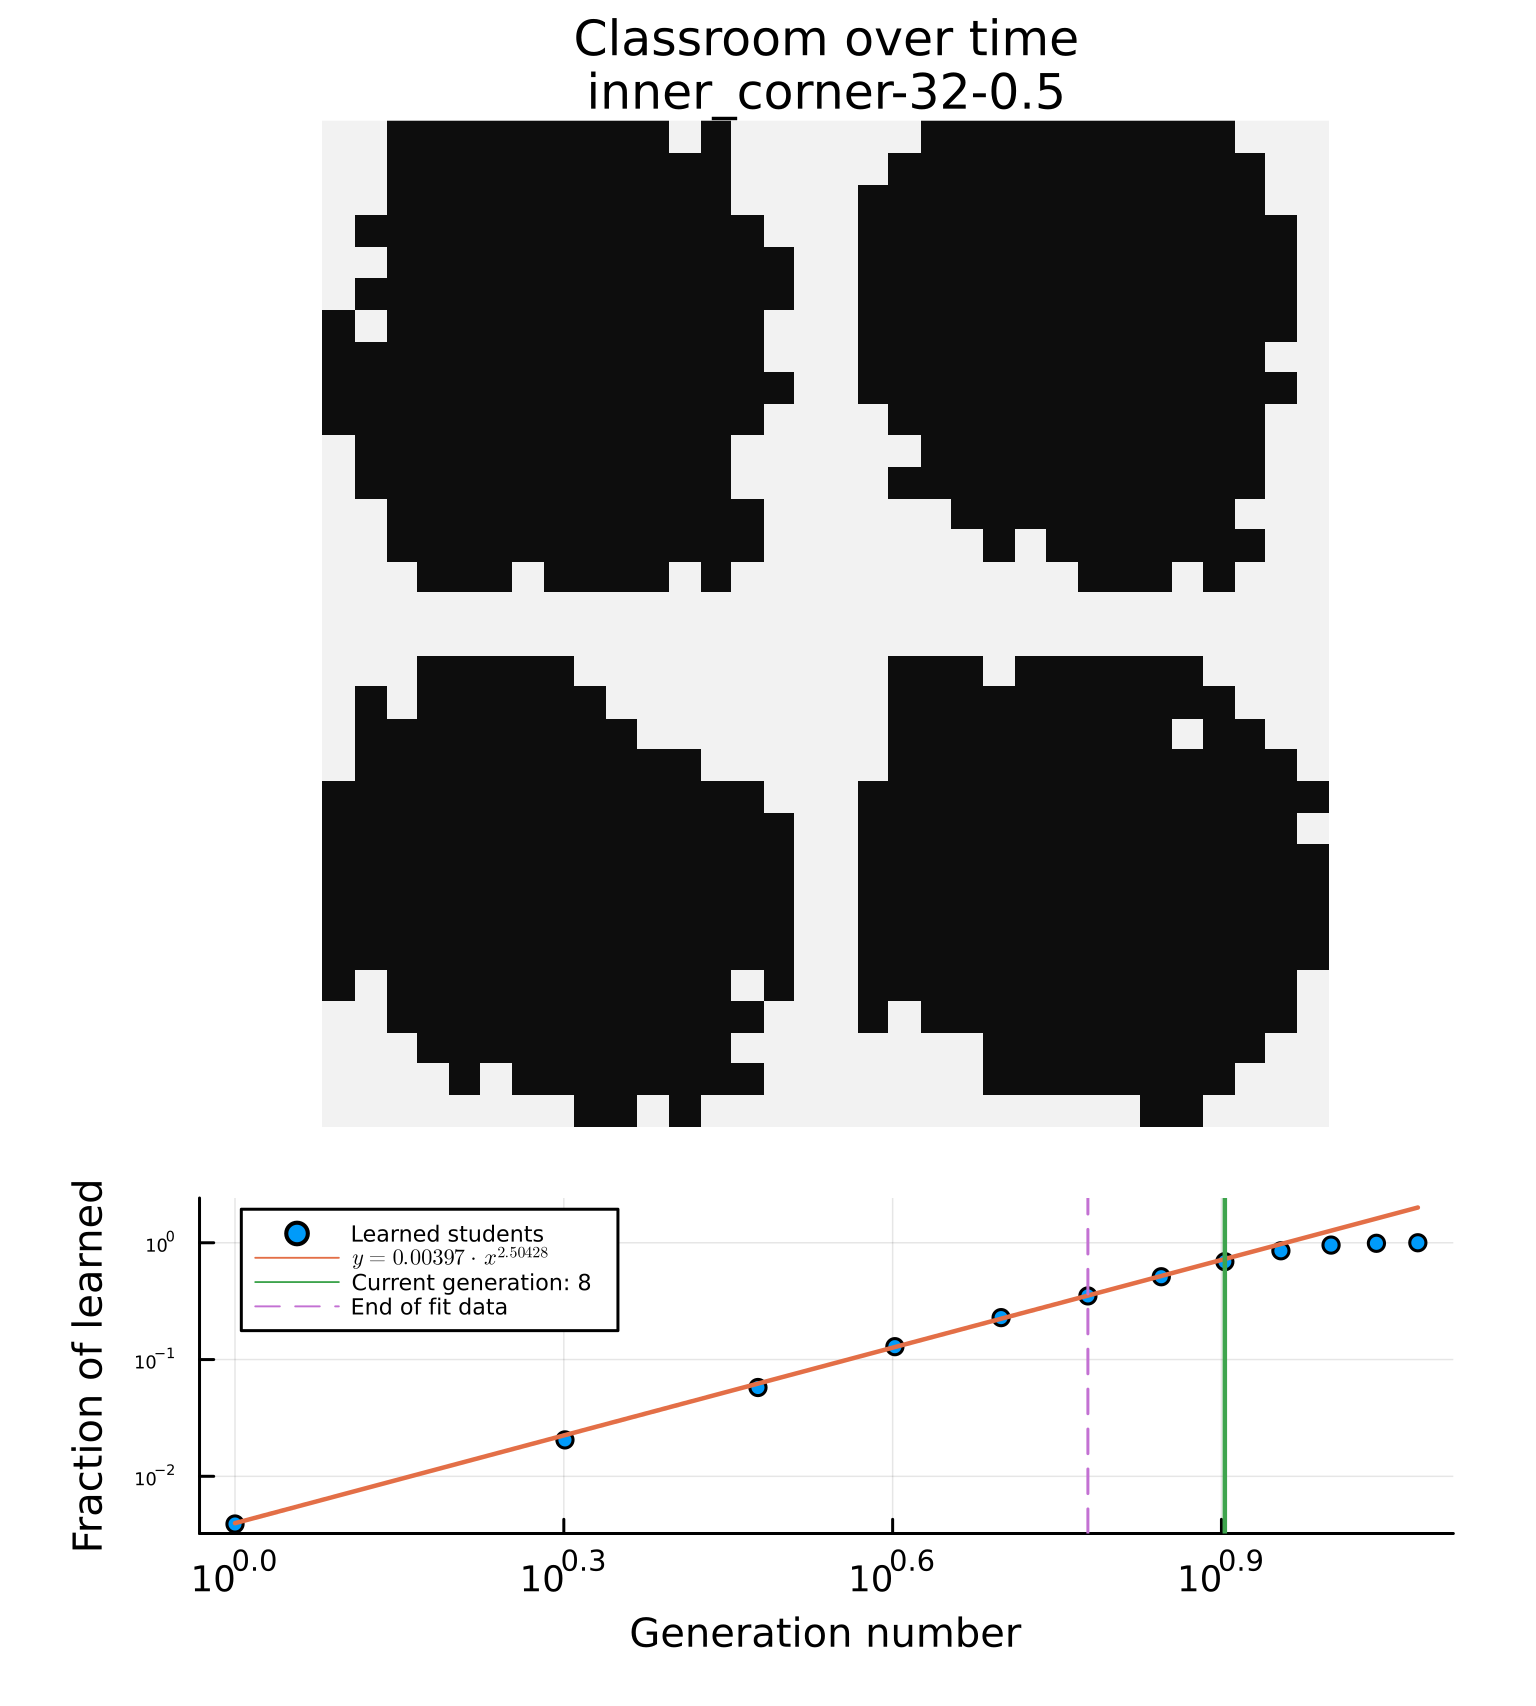 Classroom over time
inner_corner-32-0.5
Fraction of learned
10^0
10^-1
10^-2
Learned students
y = 0.00397 · x^2.50428
Current generation: 8
End of fit data
10^0.0 10^0.3 10^0.6 10^0.9
Generation number